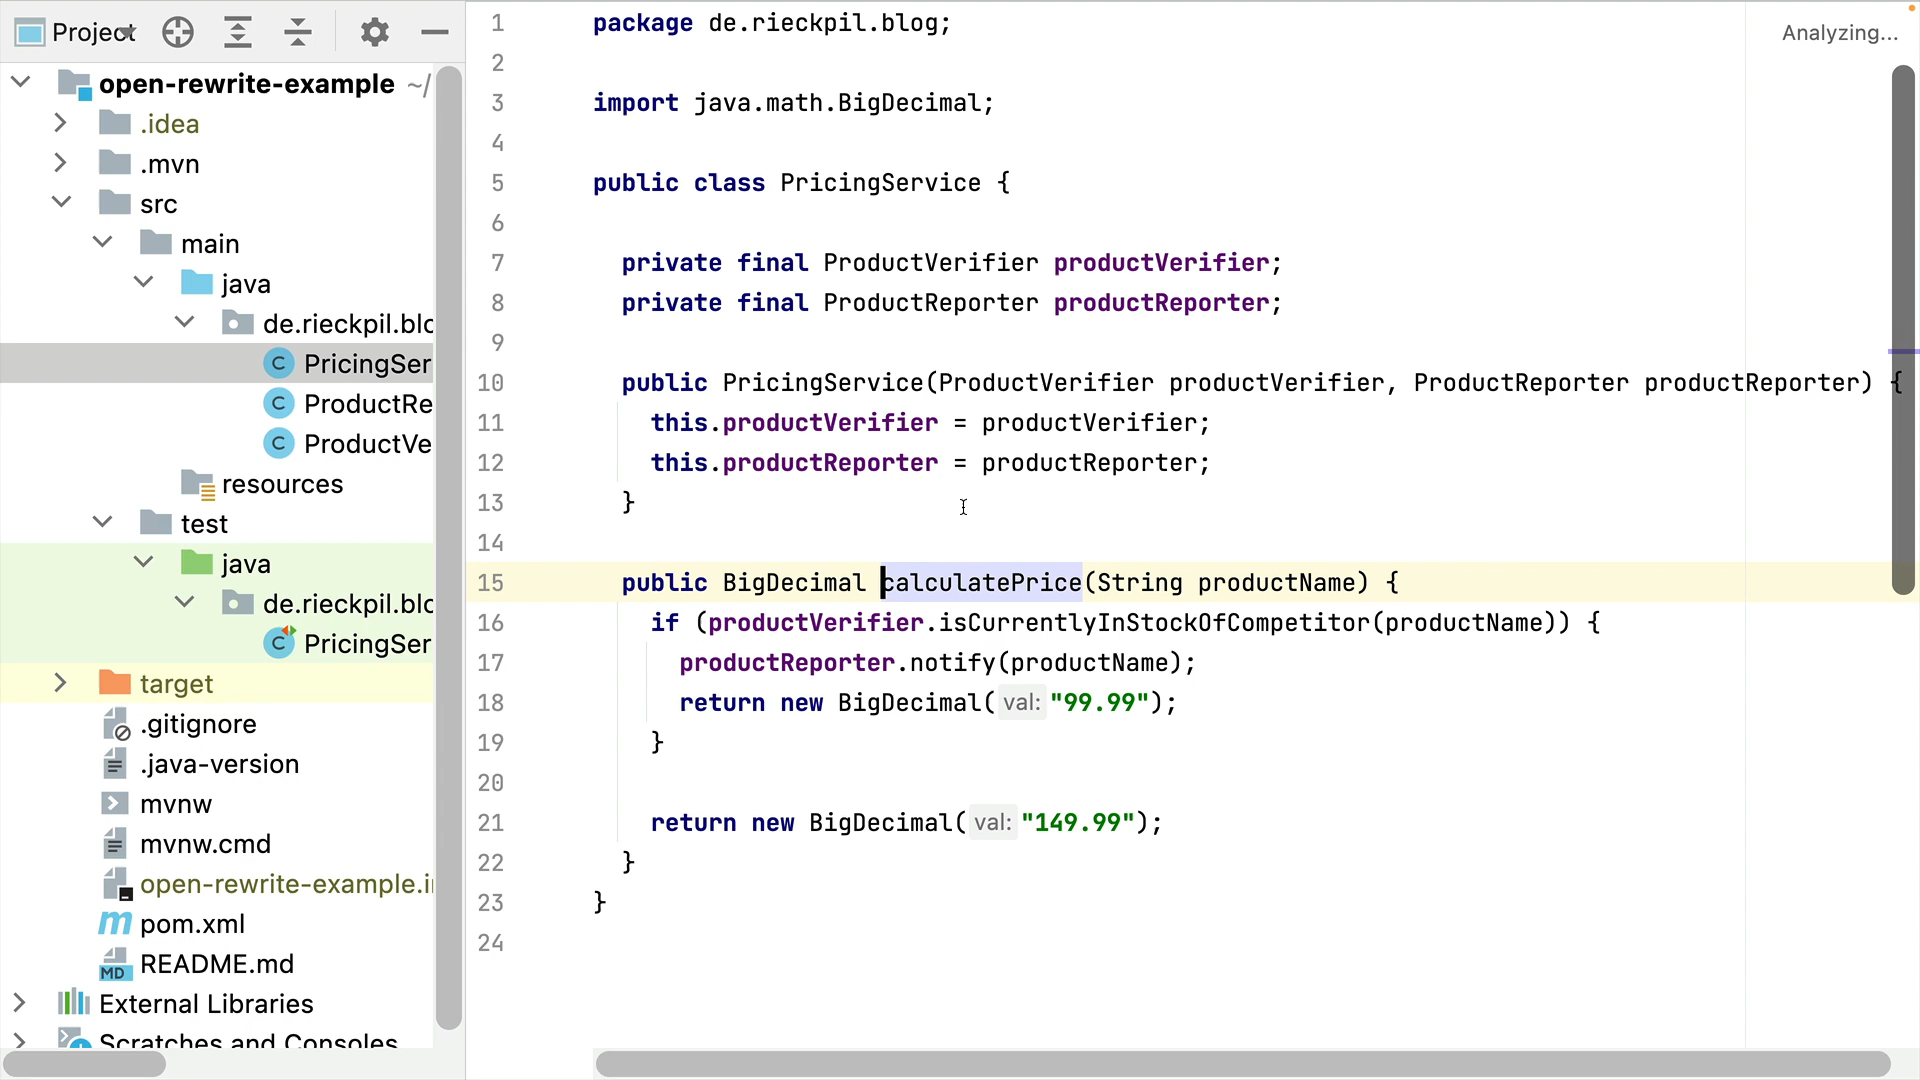 Project
open-rewrite-example ~/
.idea
.mvn
src
main
java
de.rieckpil.blo
PricingSer
ProductRe
ProductVe
resources
test
java
de.rieckpil.blo
PricingSer
target
.gitignore
.java-version
mvnw
mvnw.cmd
open-rewrite-example.i
pom.xml
README.md
External Libraries
Scratches and Consoles
Analyzing...
1 package de.rieckpil.blog;
2
3 import java.math.BigDecimal;
4
5 public class PricingService {
6
7 private final ProductVerifier productVerifier;
8 private final ProductReporter productReporter;
9
10 public PricingService(ProductVerifier productVerifier, ProductReporter productReporter) {
11 this.productVerifier = productVerifier;
12 this.productReporter = productReporter;
13 }
14
15 public BigDecimal calculatePrice(String productName) {
16 if (productVerifier.isCurrentlyInStockOfCompetitor(productName)) {
17 productReporter.notify(productName);
18 return new BigDecimal( val: "99.99");
19 }
20
21 return new BigDecimal( val: "149.99");
22 }
23 }
24